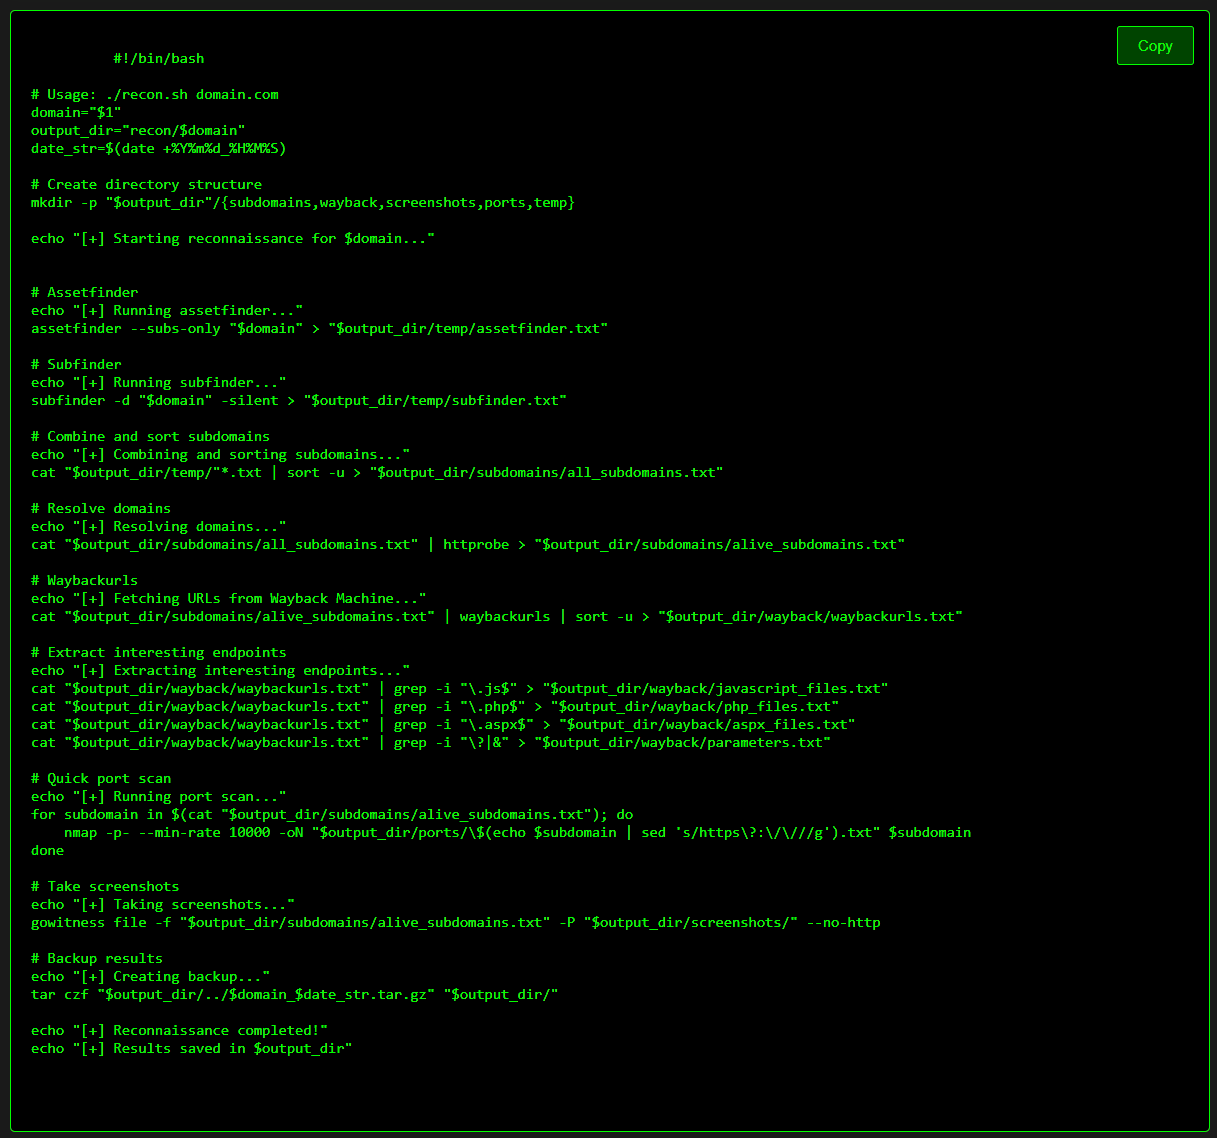 Copy
#!/bin/bash
# Usage: ./recon.sh domain.com
domain="$1"
output_dir="recon/$domain"
date_str=$(date +%Y%m%d_%H%M%S)
# Create directory structure
mkdir -p "$output_dir"/{subdomains,wayback,screenshots,ports,temp}
echo "[+] Starting reconnaissance for $domain..."
# Assetfinder
echo "[+] Running assetfinder..."
assetfinder --subs-only "$domain" > "$output_dir/temp/assetfinder.txt"
# Subfinder
echo "[+] Running subfinder..."
subfinder -d "$domain" -silent > "$output_dir/temp/subfinder.txt"
# Combine and sort subdomains
echo "[+] Combining and sorting subdomains..."
cat "$output_dir/temp/"*.txt | sort -u > "$output_dir/subdomains/all_subdomains.txt"
# Resolve domains
echo "[+] Resolving domains..."
cat "$output_dir/subdomains/all_subdomains.txt" | httprobe > "$output_dir/subdomains/alive_subdomains.txt"
# Waybackurls
echo "[+] Fetching URLs from Wayback Machine..."
cat "$output_dir/subdomains/alive_subdomains.txt" | waybackurls | sort -u > "$output_dir/wayback/waybackurls.txt"
# Extract interesting endpoints
echo "[+] Extracting interesting endpoints..."
cat "$output_dir/wayback/waybackurls.txt" | grep -i "\.js$" > "$output_dir/wayback/javascript_files.txt"
cat "$output_dir/wayback/waybackurls.txt" | grep -i "\.php$" > "$output_dir/wayback/php_files.txt"
cat "$output_dir/wayback/waybackurls.txt" | grep -i "\.aspx$" > "$output_dir/wayback/aspx_files.txt"
cat "$output_dir/wayback/waybackurls.txt" | grep -i "\?|&" > "$output_dir/wayback/parameters.txt"
# Quick port scan
echo "[+] Running port scan..."
for subdomain in $(cat "$output_dir/subdomains/alive_subdomains.txt"); do
    nmap -p- --min-rate 10000 -oN "$output_dir/ports/\$(echo $subdomain | sed 's/https\?:\/\///g').txt" $subdomain
done
# Take screenshots
echo "[+] Taking screenshots..."
gowitness file -f "$output_dir/subdomains/alive_subdomains.txt" -P "$output_dir/screenshots/" --no-http
# Backup results
echo "[+] Creating backup..."
tar czf "$output_dir/../$domain_$date_str.tar.gz" "$output_dir/"
echo "[+] Reconnaissance completed!"
echo "[+] Results saved in $output_dir"